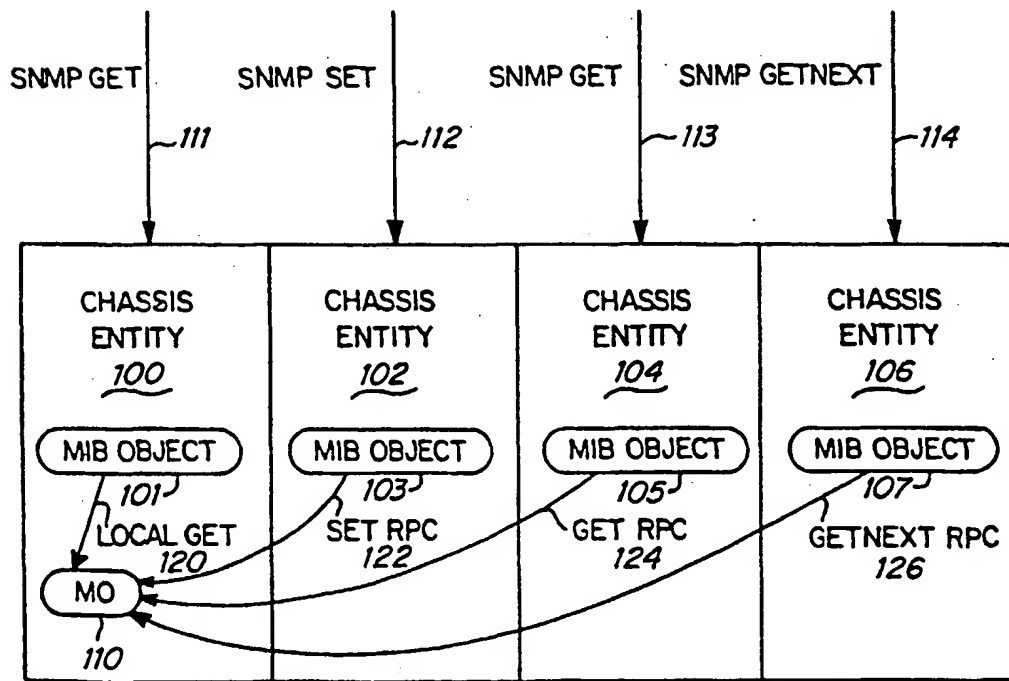 SNMP GET
SNMP SET
SNMP GET
SNMP GETNEXT
111
112
113
114
CHASSIS
ENTITY
100
CHASSIS
ENTITY
102
CHASSIS
ENTITY
104
CHASSIS
ENTITY
106
MIB OBJECT
101
MIB OBJECT
103
MIB OBJECT
105
MIB OBJECT
107
LOCAL GET
120
SET RPC
122
GET RPC
124
GETNEXT RPC
126
MO
110